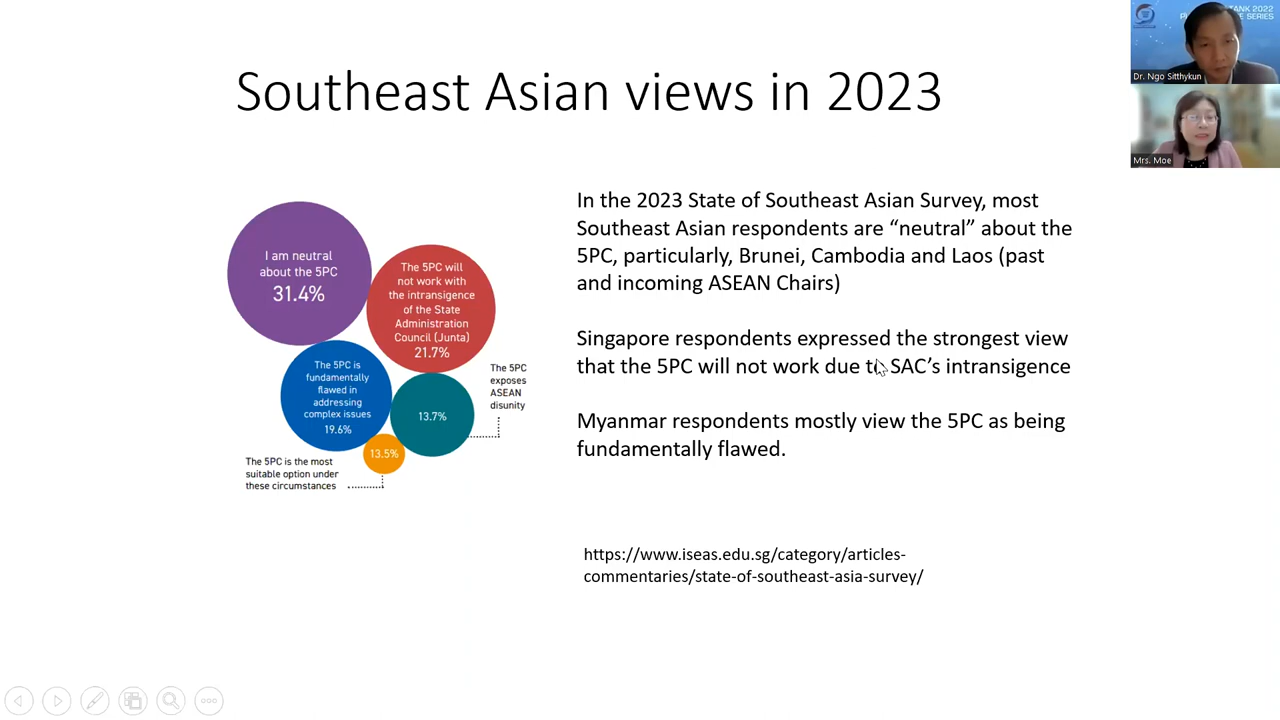 TANK 2022
SERIES
Dr. Ngo Sitthykun
Mrs. Moe
Southeast Asian views in 2023
I am neutral
about the 5PC
31.4%
The 5PC will
not work with
the intransigence
of the State
Administration
Council (Junta)
21.7%
The 5PC is
fundamentally
flawed in
addressing
complex issues
19.6%
13.7%
The 5PC
exposes
ASEAN
disunity
13.5%
The 5PC is the most
suitable option under
these circumstances
In the 2023 State of Southeast Asian Survey, most
Southeast Asian respondents are “neutral” about the
5PC, particularly, Brunei, Cambodia and Laos (past
and incoming ASEAN Chairs)
Singapore respondents expressed the strongest view
that the 5PC will not work due to SAC’s intransigence
Myanmar respondents mostly view the 5PC as being
fundamentally flawed.
https://www.iseas.edu.sg/category/articles-
commentaries/state-of-southeast-asia-survey/